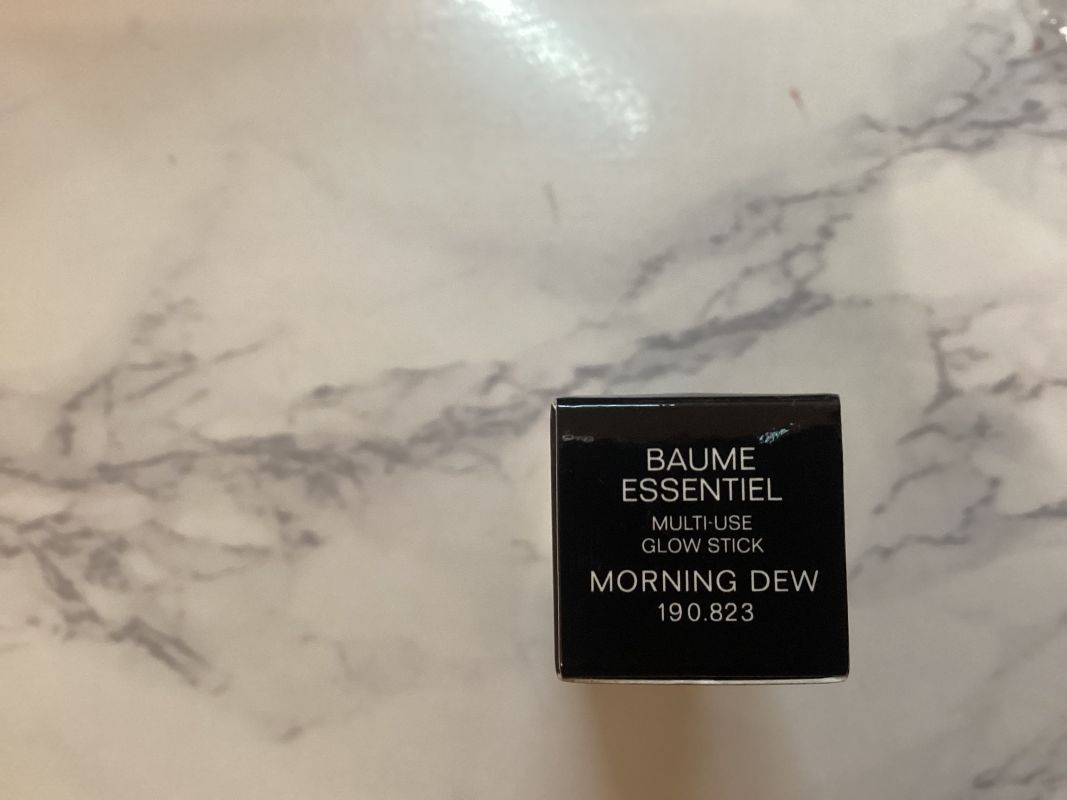 BAUME
ESSENTIEL
MULTI-USE
GLOW STICK
MORNING DEW
190.823